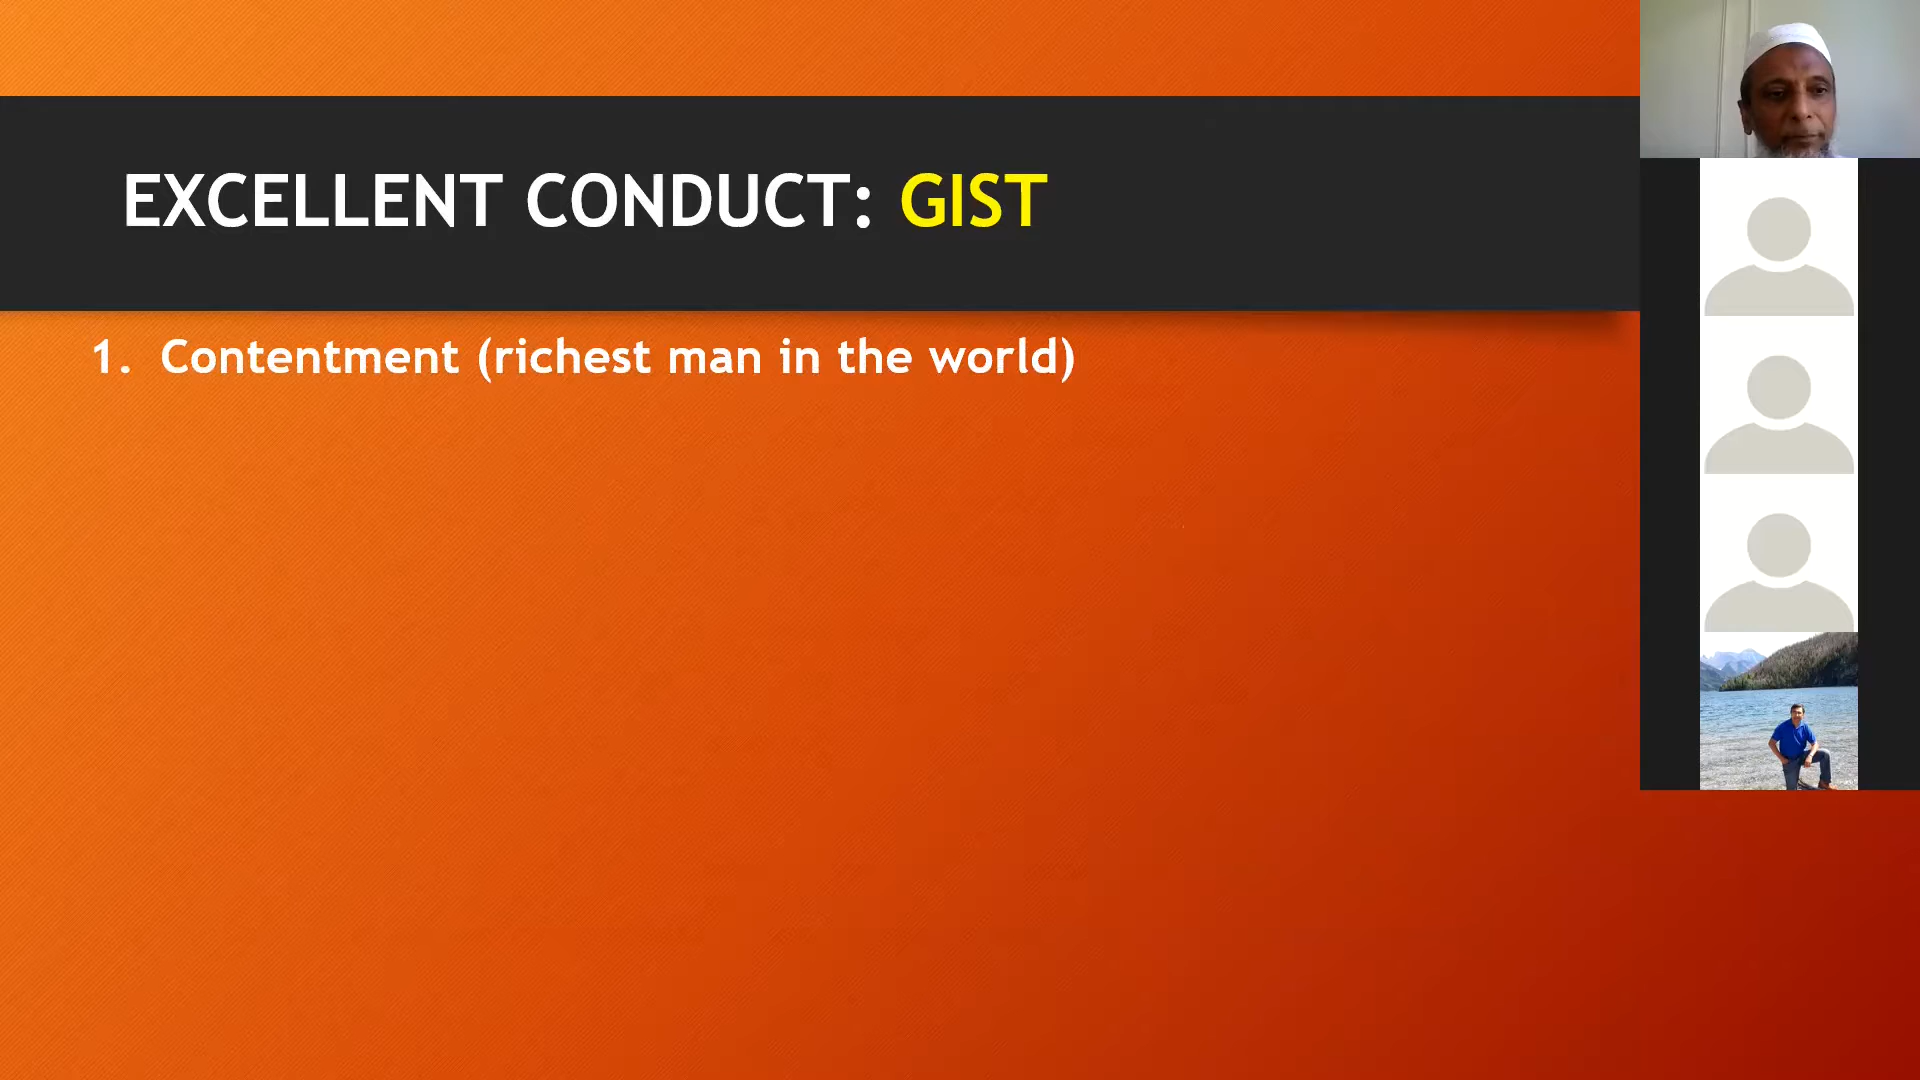 EXCELLENT CONDUCT: GIST
1. Contentment (richest man in the world)